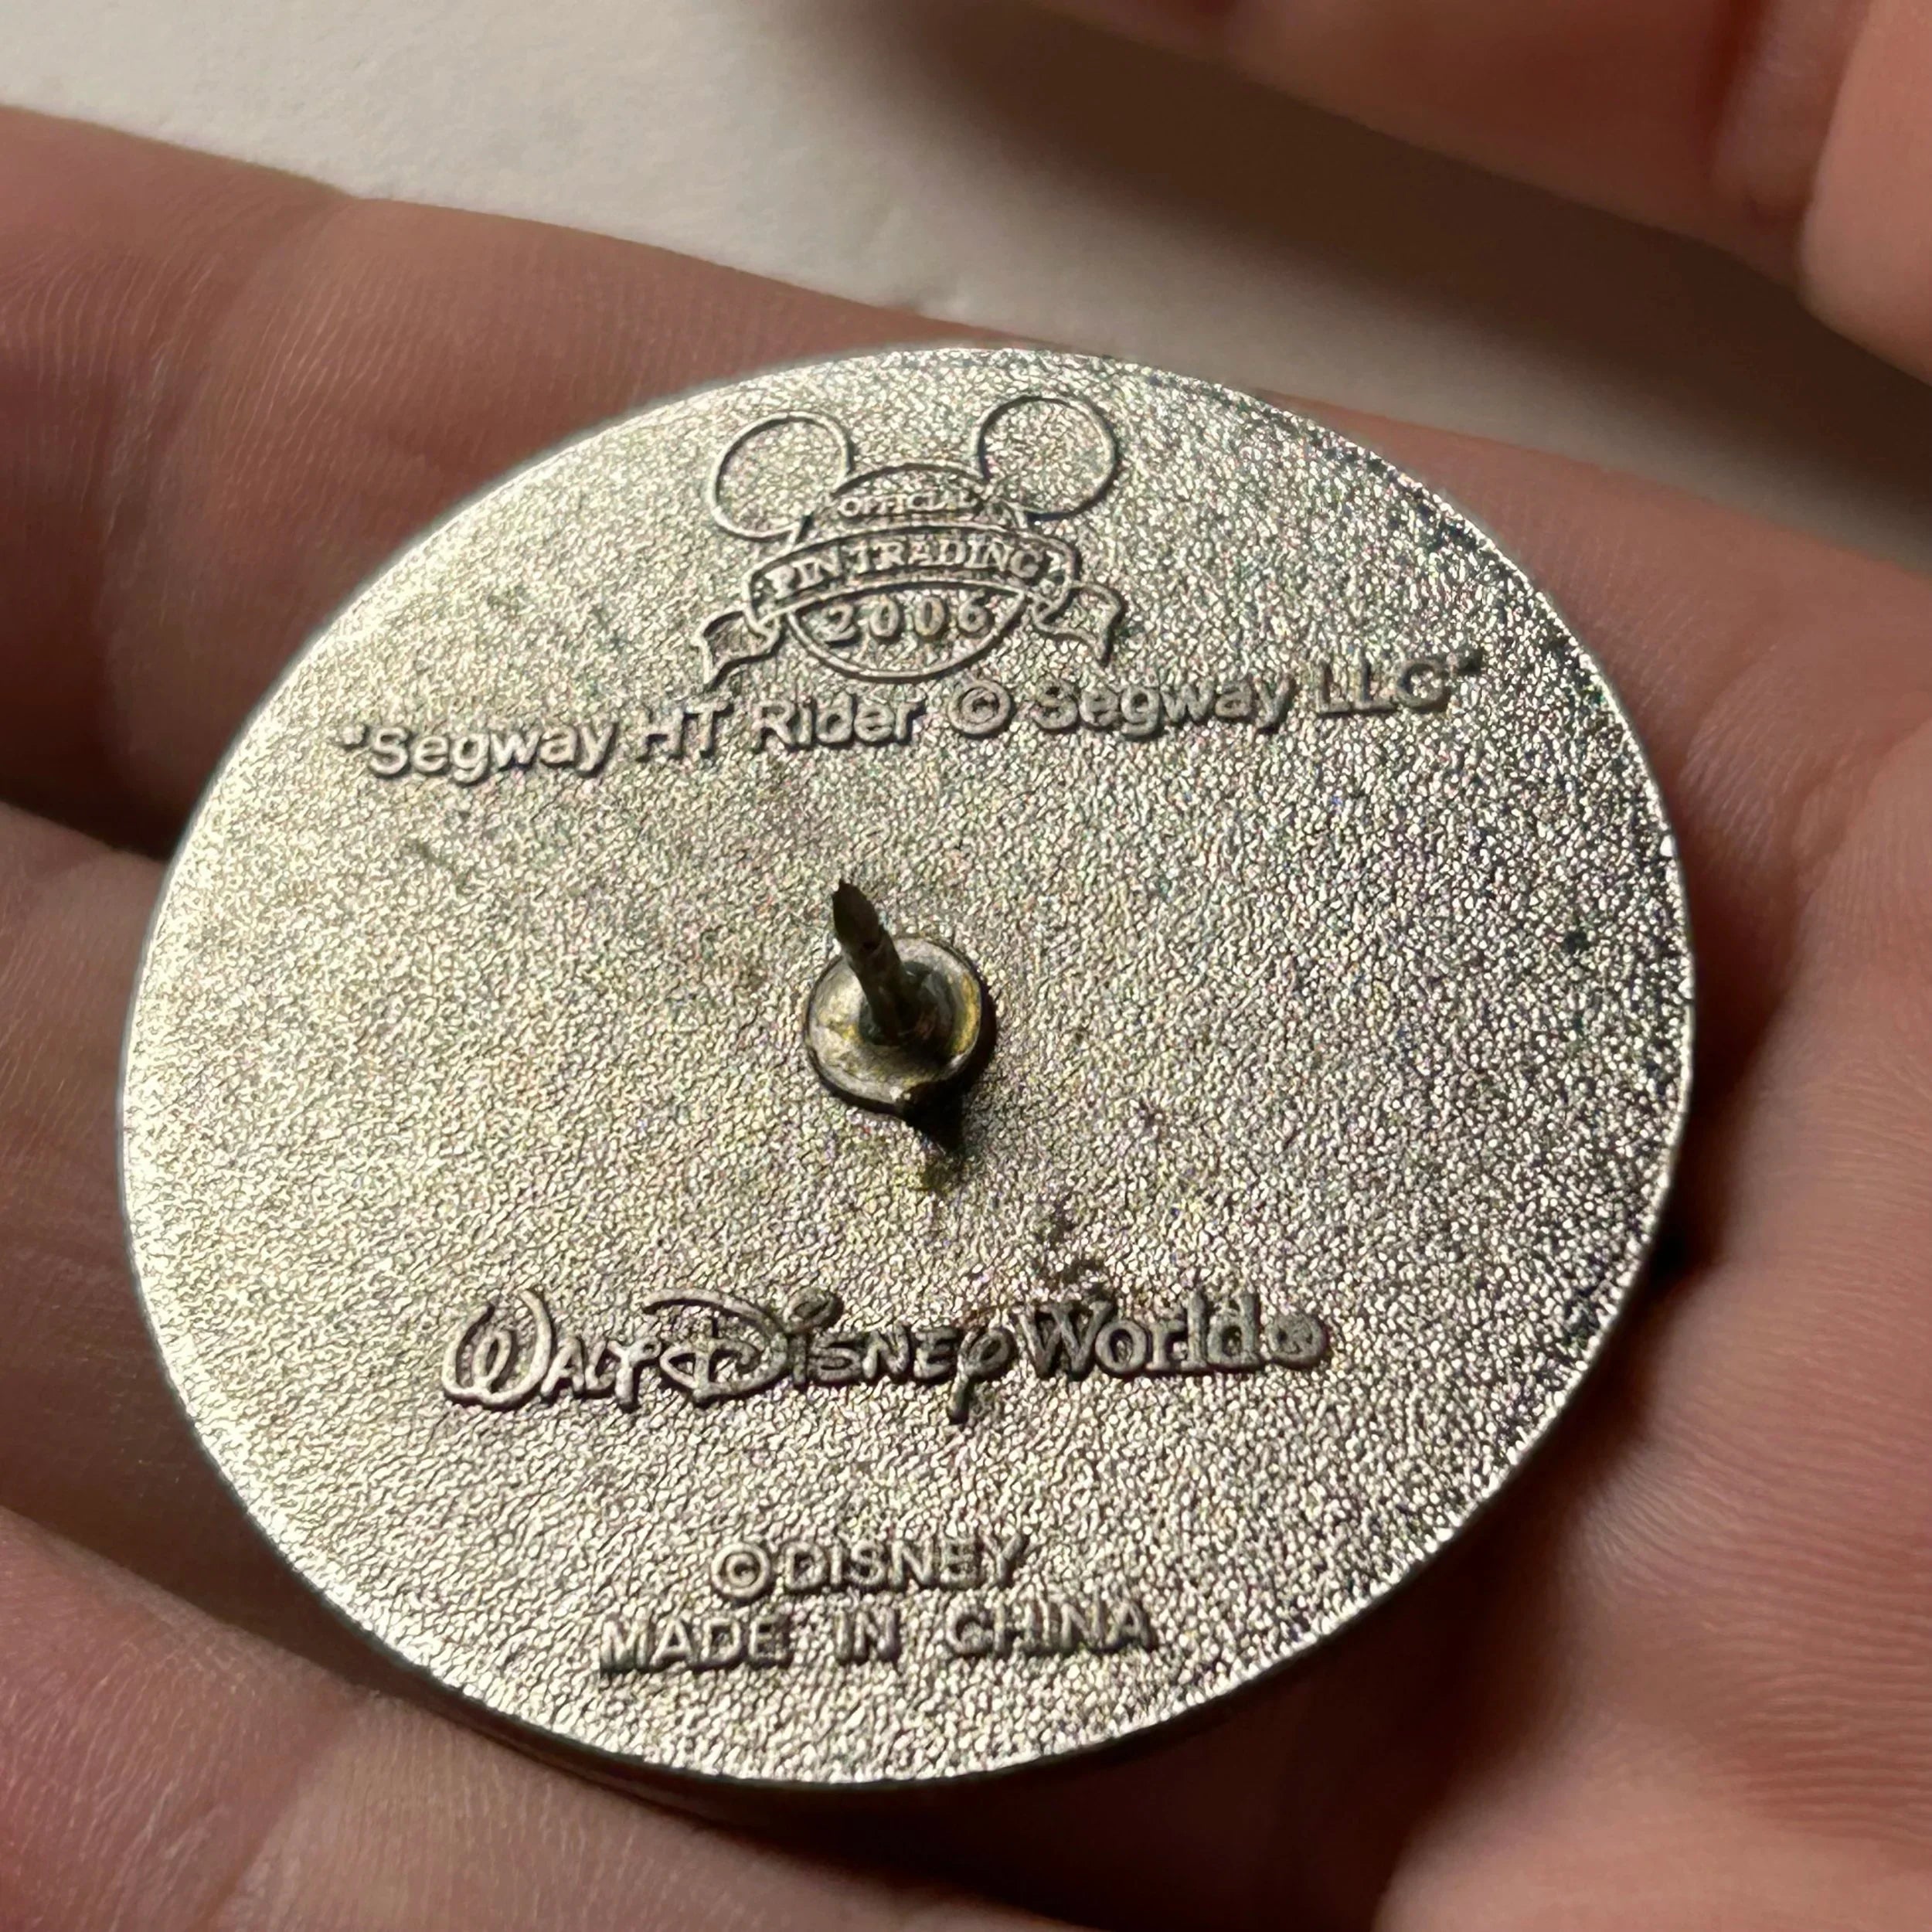 OFFICIAL
PIN TRADING
2006
"Segway HT Rider © Segway LLC"
WALT DISNEY World®
©DISNEY
MADE IN CHINA